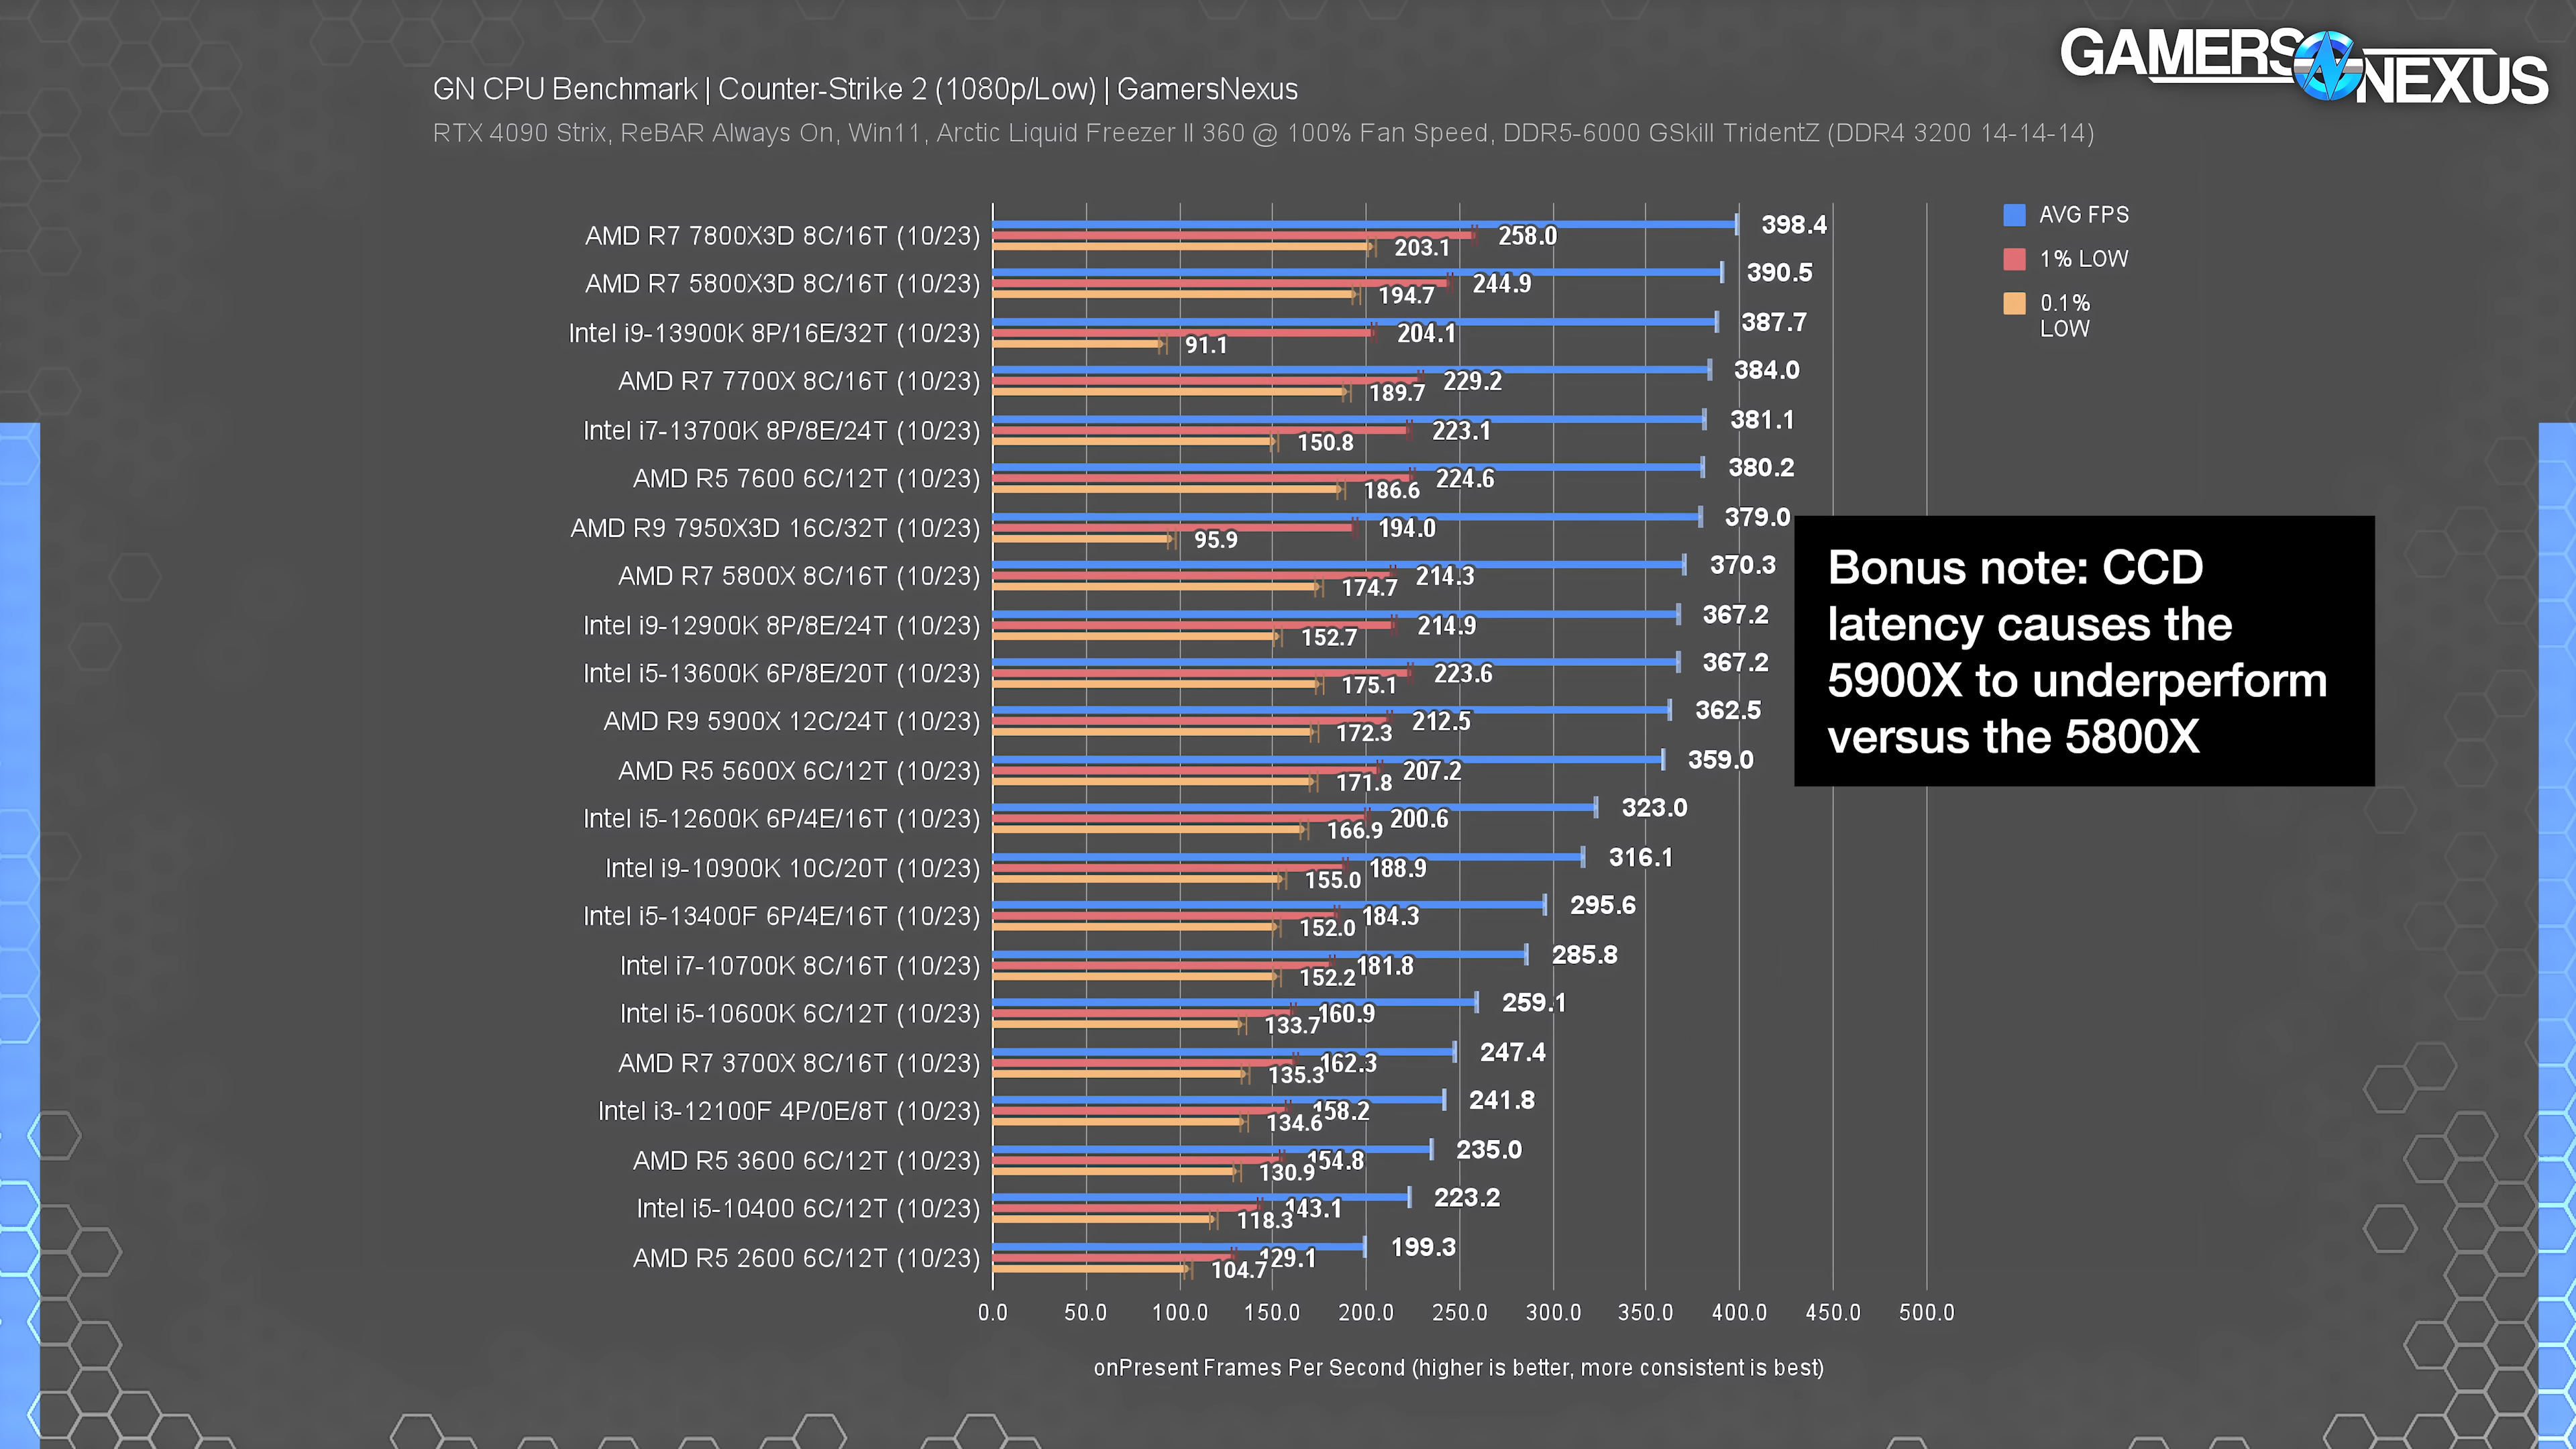 GAMERS NEXUS
GN CPU Benchmark | Counter-Strike 2 (1080p/Low) | GamersNexus
RTX 4090 Strix, ReBAR Always On, Win11, Arctic Liquid Freezer II 360 @ 100% Fan Speed, DDR5-6000 GSkill TridentZ (DDR4 3200 14-14-14)
AVG FPS
1% LOW
0.1%
LOW
AMD R7 7800X3D 8C/16T (10/23) 398.4 258.0 203.1
AMD R7 5800X3D 8C/16T (10/23) 390.5 244.9 194.7
Intel i9-13900K 8P/16E/32T (10/23) 387.7 204.1 91.1
AMD R7 7700X 8C/16T (10/23) 384.0 229.2 189.7
Intel i7-13700K 8P/8E/24T (10/23) 381.1 223.1 150.8
AMD R5 7600 6C/12T (10/23) 380.2 224.6 186.6
AMD R9 7950X3D 16C/32T (10/23) 379.0 194.0 95.9
AMD R7 5800X 8C/16T (10/23) 370.3 214.3 174.7
Intel i9-12900K 8P/8E/24T (10/23) 367.2 214.9 152.7
Intel i5-13600K 6P/8E/20T (10/23) 367.2 223.6 175.1
AMD R9 5900X 12C/24T (10/23) 362.5 212.5 172.3
AMD R5 5600X 6C/12T (10/23) 359.0 207.2 171.8
Intel i5-12600K 6P/4E/16T (10/23) 323.0 200.6 166.9
Intel i9-10900K 10C/20T (10/23) 316.1 188.9 155.0
Intel i5-13400F 6P/4E/16T (10/23) 295.6 184.3 152.0
Intel i7-10700K 8C/16T (10/23) 285.8 181.8 152.2
Intel i5-10600K 6C/12T (10/23) 259.1 160.9 133.7
AMD R7 3700X 8C/16T (10/23) 247.4 162.3 135.3
Intel i3-12100F 4P/0E/8T (10/23) 241.8 158.2 134.6
AMD R5 3600 6C/12T (10/23) 235.0 154.8 130.9
Intel i5-10400 6C/12T (10/23) 223.2 143.1 118.3
AMD R5 2600 6C/12T (10/23) 199.3 129.1 104.7
Bonus note: CCD
latency causes the
5900X to underperform
versus the 5800X
0.0 50.0 100.0 150.0 200.0 250.0 300.0 350.0 400.0 450.0 500.0
onPresent Frames Per Second (higher is better, more consistent is best)